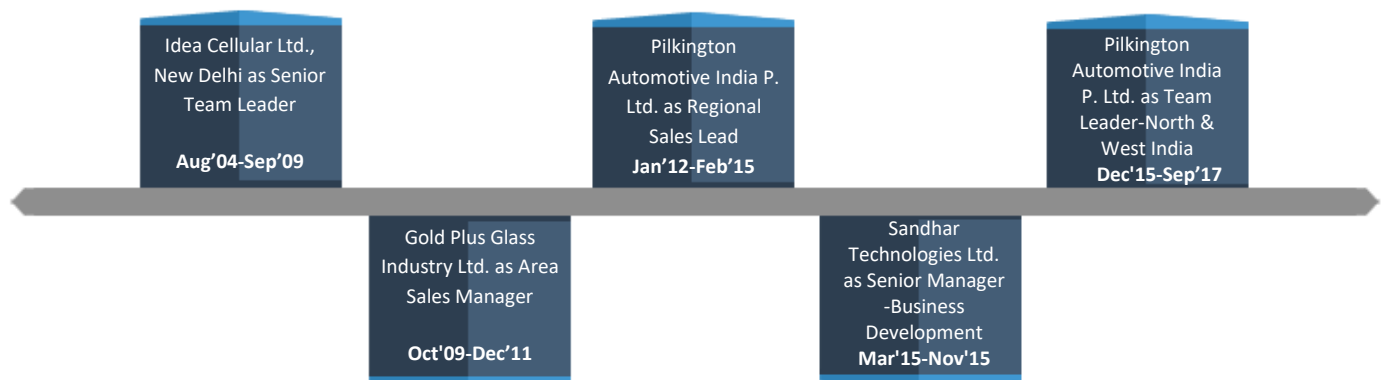 Idea Cellular Ltd.,
New Delhi as Senior
Team Leader
Aug’04-Sep’09
Gold Plus Glass
Industry Ltd. as Area
Sales Manager
Oct'09-Dec’11
Pilkington
Automotive India P.
Ltd. as Regional
Sales Lead
Jan’12-Feb’15
Sandhar
Technologies Ltd.
as Senior Manager
-Business
Development
Mar'15-Nov'15
Pilkington
Automotive India
P. Ltd. as Team
Leader-North &
West India
Dec'15-Sep’17